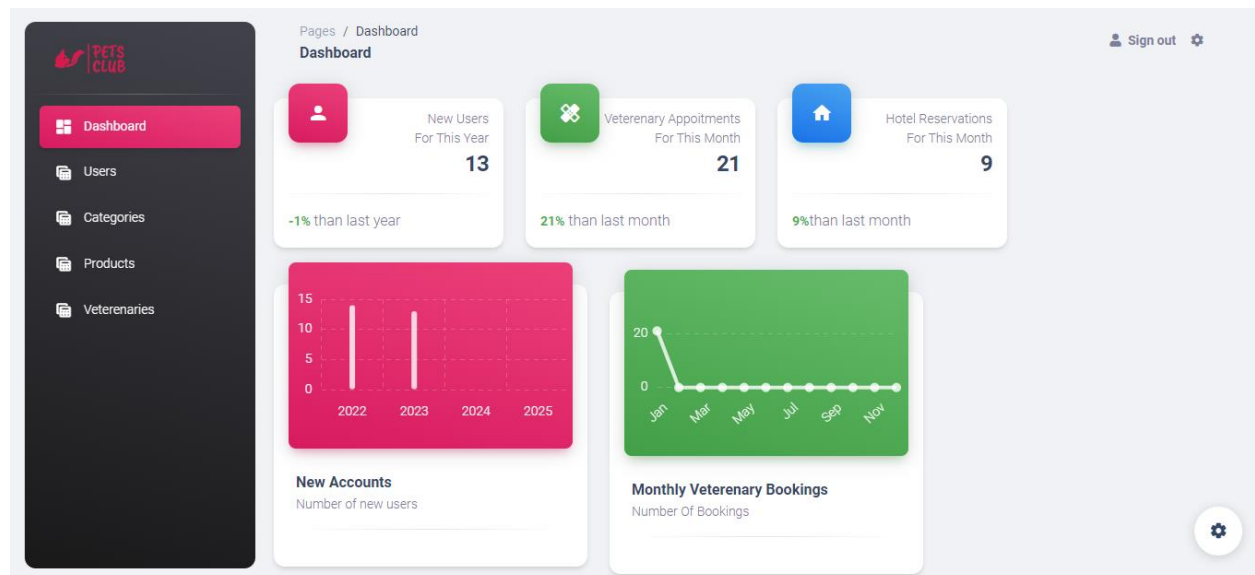 PETS
CLUB
Dashboard
Users
Categories
Products
Veterenaries
Pages / Dashboard
Dashboard
Sign out
New Users
For This Year
13
-1% than last year
Veterenary Appoitments
For This Month
21
21% than last month
Hotel Reservations
For This Month
9
9%than last month
15
10
5
0
2022 2023 2024 2025
New Accounts
Number of new users
20
0
Jan Mar May Jul Sep Nov
Monthly Veterenary Bookings
Number Of Bookings